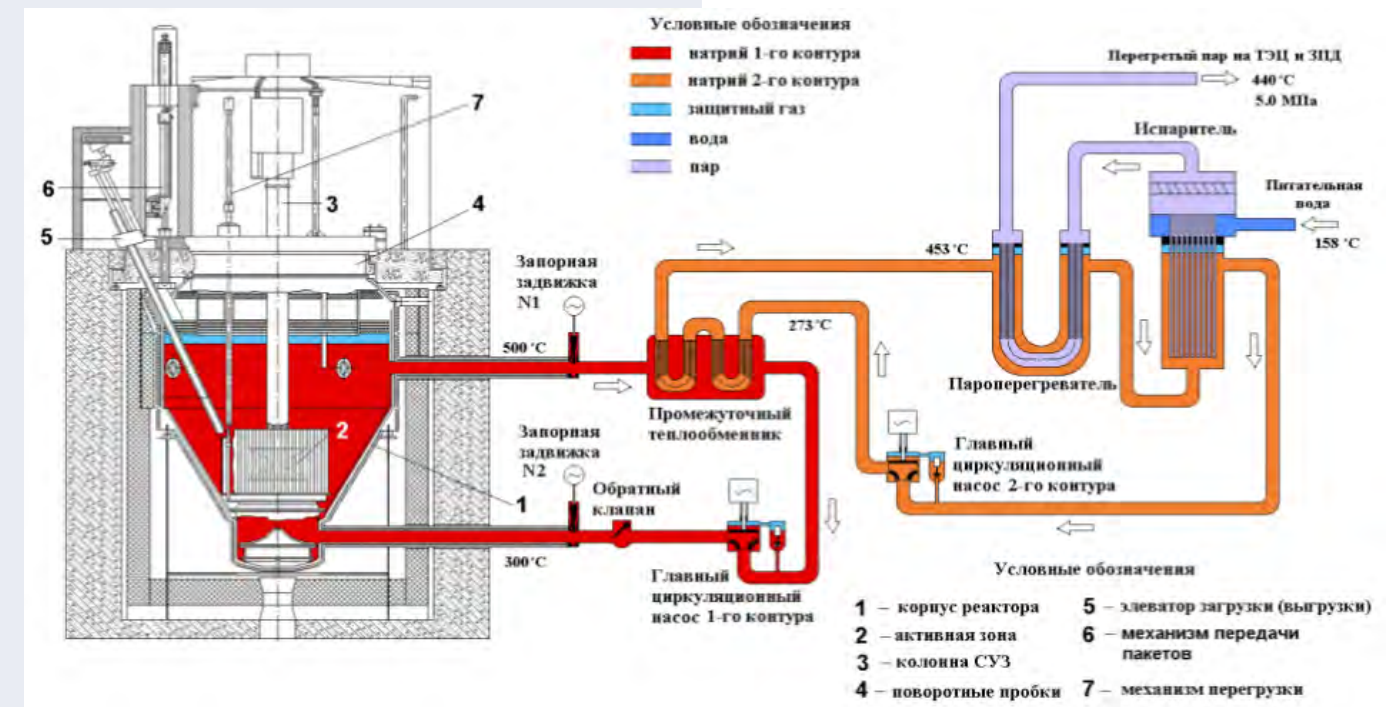 Условные обозначения
натрий 1-го контура
натрий 2-го контура
защитный газ
вода
пар
Перегретый пар на ТЭЦ и ЗПД
440 °С
5.0 МПа
Испаритель
Питательная
вода
158 °С
7
6
3
4
5
Запорная
задвижка
N1
453 °С
500 °С
273 °С
Пароперегреватель
Промежуточный
теплообменник
2
Запорная
задвижка
N2
Главный
циркуляционный
насос 2-го контура
Обратный
клапан
1
300 °С
Главный
циркуляционный
насос 1-го контура
Условные обозначения
1 – корпус реактора
2 – активная зона
3 – колонна СУЗ
4 – поворотные пробки
5 – элеватор загрузки (выгрузки)
6 – механизм передачи
пакетов
7 – механизм перегрузки